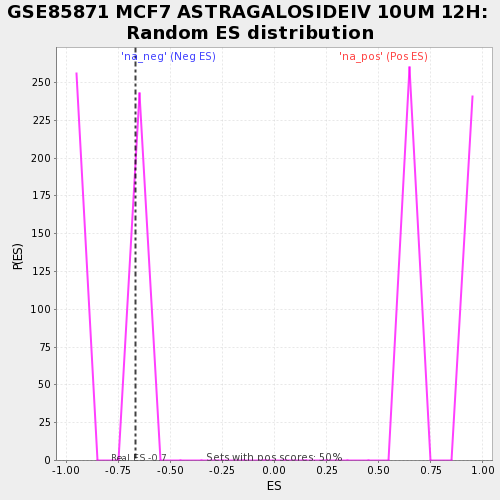 GSE85871 MCF7 ASTRAGALOSIDEIV 10UM 12H:
Random ES distribution
'na_neg' (Neg ES)
'na_pos' (Pos ES)
250
225
200
175
150
125
100
75
50
25
0
P(ES)
Real ES -0.7
Sets with pos scores: 50%
-1.00 -0.75 -0.50 -0.25 0.00 0.25 0.50 0.75 1.00
ES